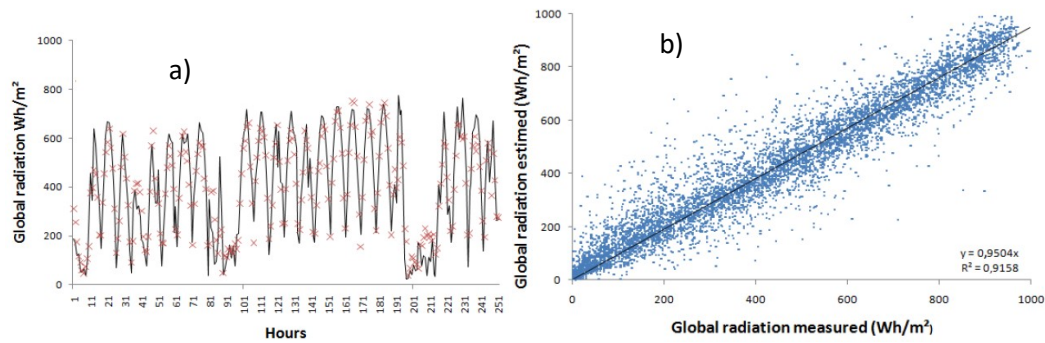 a)
Global radiation Wh/m²
1000
800
600
400
200
0
1 11 21 31 41 51 61 71 81 91 101 111 121 131 141 151 161 171 181 191 201 211 221 231 241 251
Hours
b)
Global radiation estimed (Wh/m²)
1000
800
600
400
200
0
y = 0,9504x
R² = 0,9158
0 200 400 600 800 1000
Global radiation measured (Wh/m²)